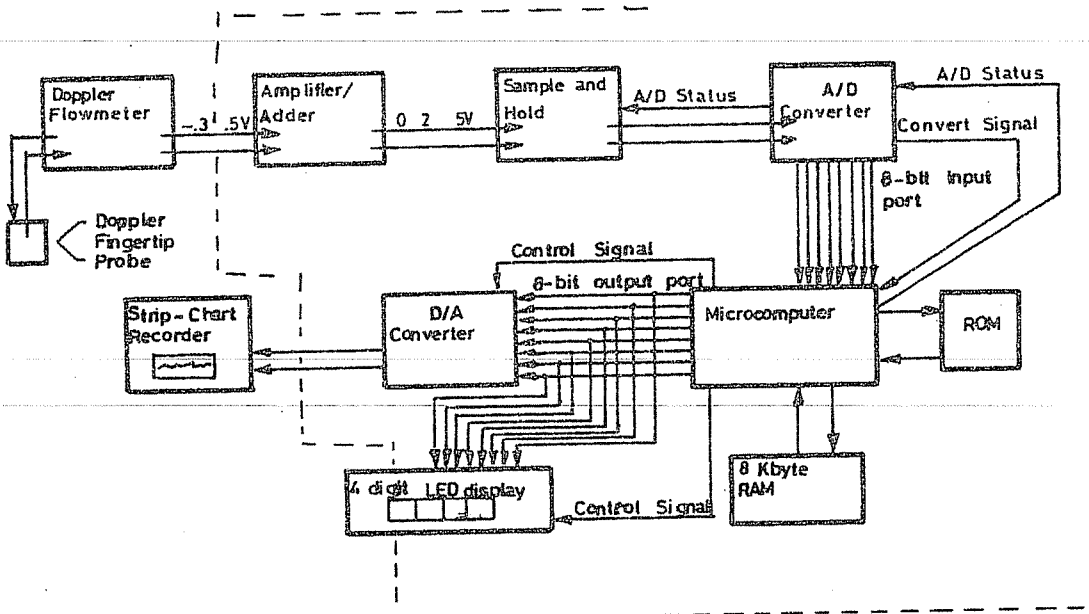 Doppler
Flowmeter
-.3 .5V
Amplifier/
Adder
0 2 5V
Sample and
Hold
A/D Status
A/D
Converter
A/D Status
Convert Signal
8-bit Input
port
Doppler
Fingertip
Probe
Control Signal
8-bit output port
Strip-Chart
Recorder
D/A
Converter
Microcomputer
ROM
4 digit LED display
Control Signal
8 Kbyte
RAM